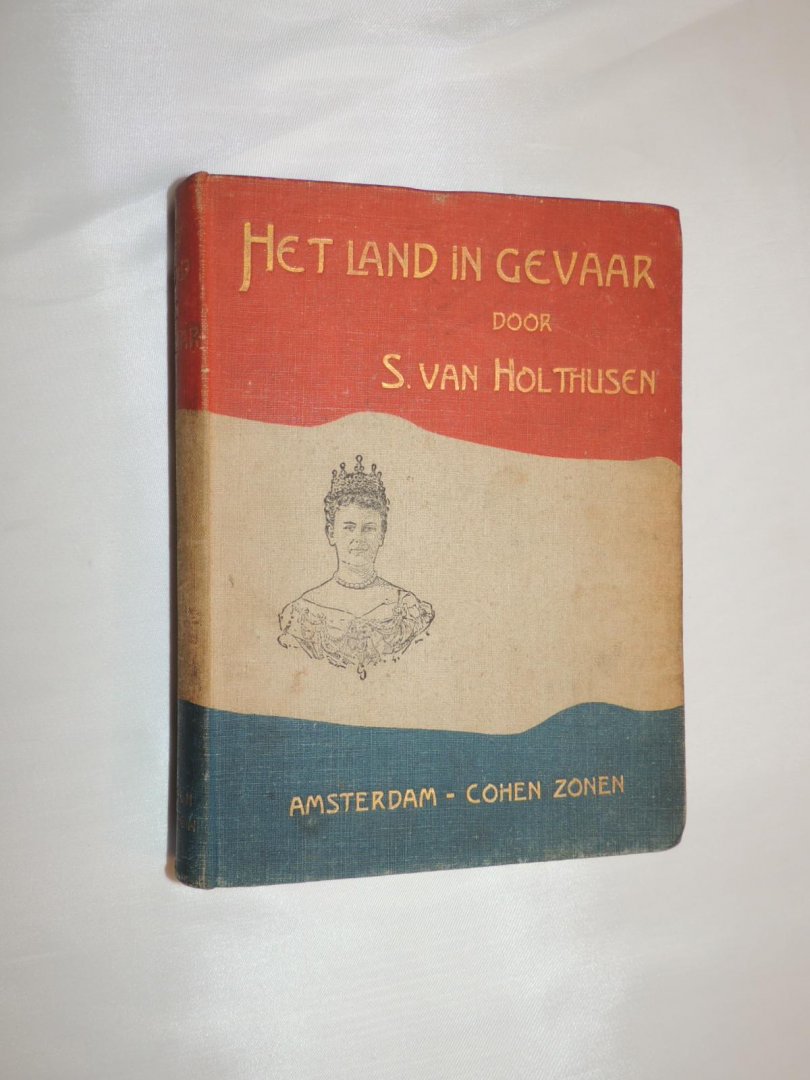 HET LAND iN GEVAAR
DOOR
S. VAN HOLTHUSEN
AMSTERDAM - COHEN ZONEN